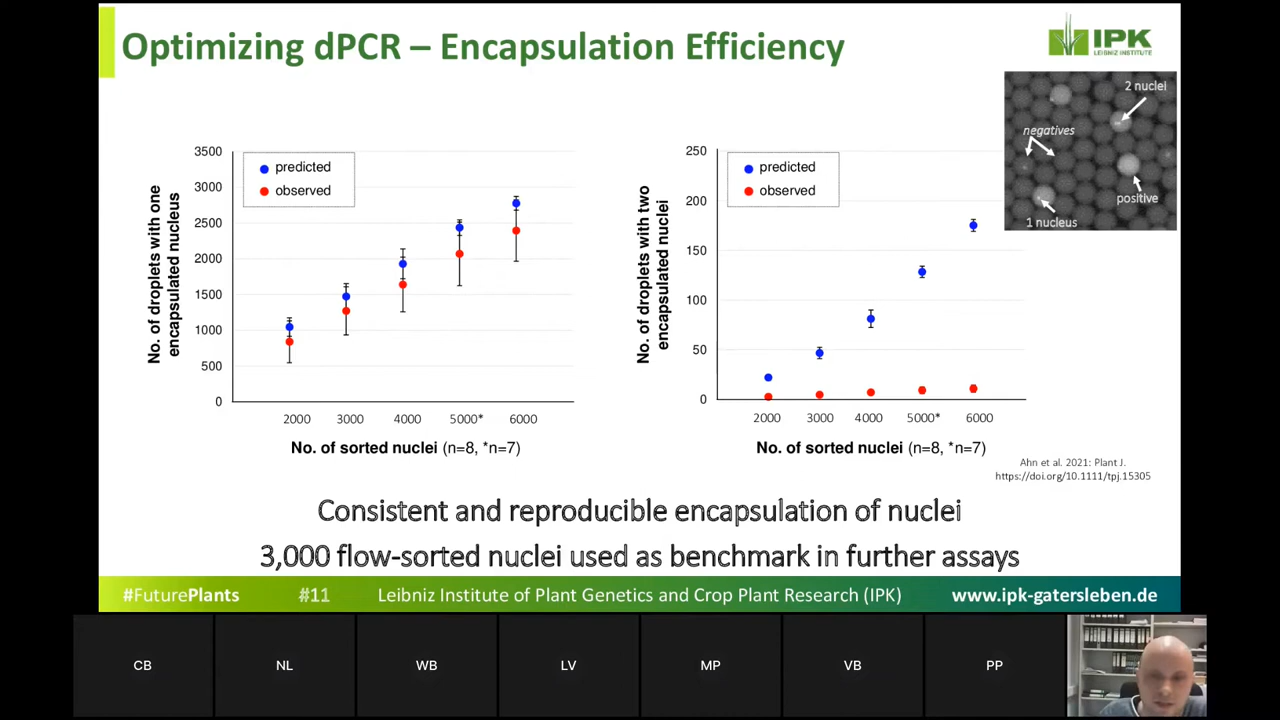 Optimizing dPCR – Encapsulation Efficiency
IPK
LEIBNIZ INSTITUTE
2 nuclei
negatives
positive
1 nucleus
No. of droplets with one
encapsulated nucleus
3500
3000
2500
2000
1500
1000
500
0
predicted
observed
2000 3000 4000 5000* 6000
No. of sorted nuclei (n=8, *n=7)
No. of droplets with two
encapsulated nuclei
250
200
150
100
50
0
predicted
observed
2000 3000 4000 5000* 6000
No. of sorted nuclei (n=8, *n=7)
Ahn et al. 2021: Plant J.
https://doi.org/10.1111/tpj.15305
Consistent and reproducible encapsulation of nuclei
3,000 flow-sorted nuclei used as benchmark in further assays
#FuturePlants #11 Leibniz Institute of Plant Genetics and Crop Plant Research (IPK) www.ipk-gatersleben.de
CB NL WB LV MP VB PP